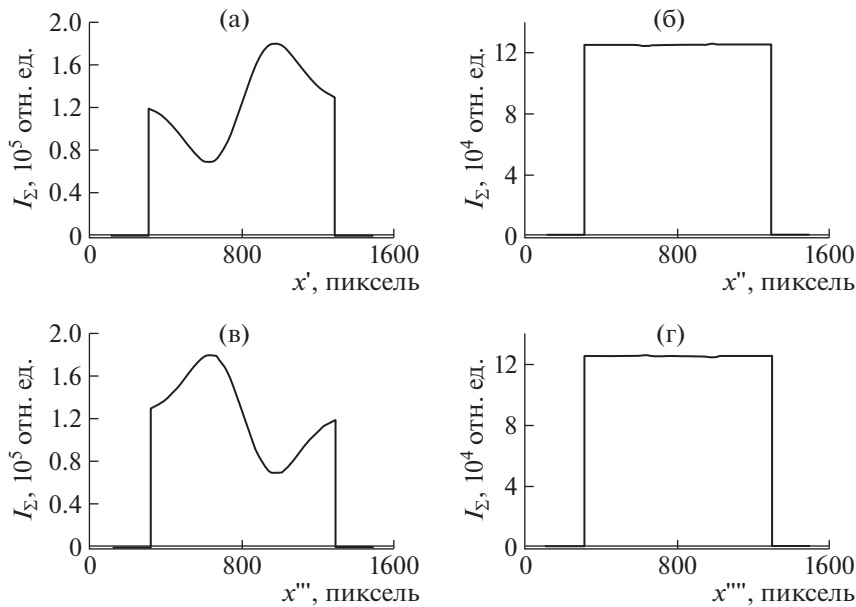 (а)
2.0
1.6
1.2
0.8
0.4
0
I_Σ, 10^5 отн. ед.
0 800 1600
x', пиксель
(б)
12
8
4
0
I_Σ, 10^4 отн. ед.
0 800 1600
x'', пиксель
(в)
2.0
1.6
1.2
0.8
0.4
0
I_Σ, 10^5 отн. ед.
0 800 1600
x''', пиксель
(г)
12
8
4
0
I_Σ, 10^4 отн. ед.
0 800 1600
x'''', пиксель